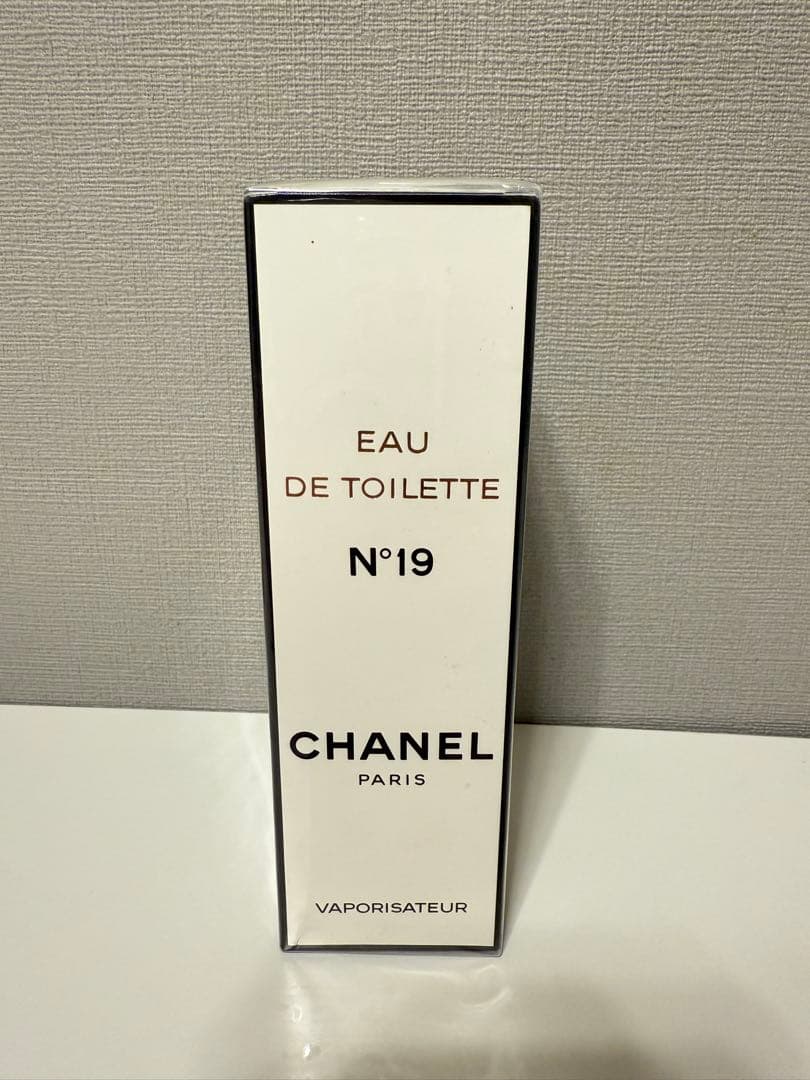 EAU
DE TOILETTE
N°19
CHANEL
PARIS
VAPORISATEUR